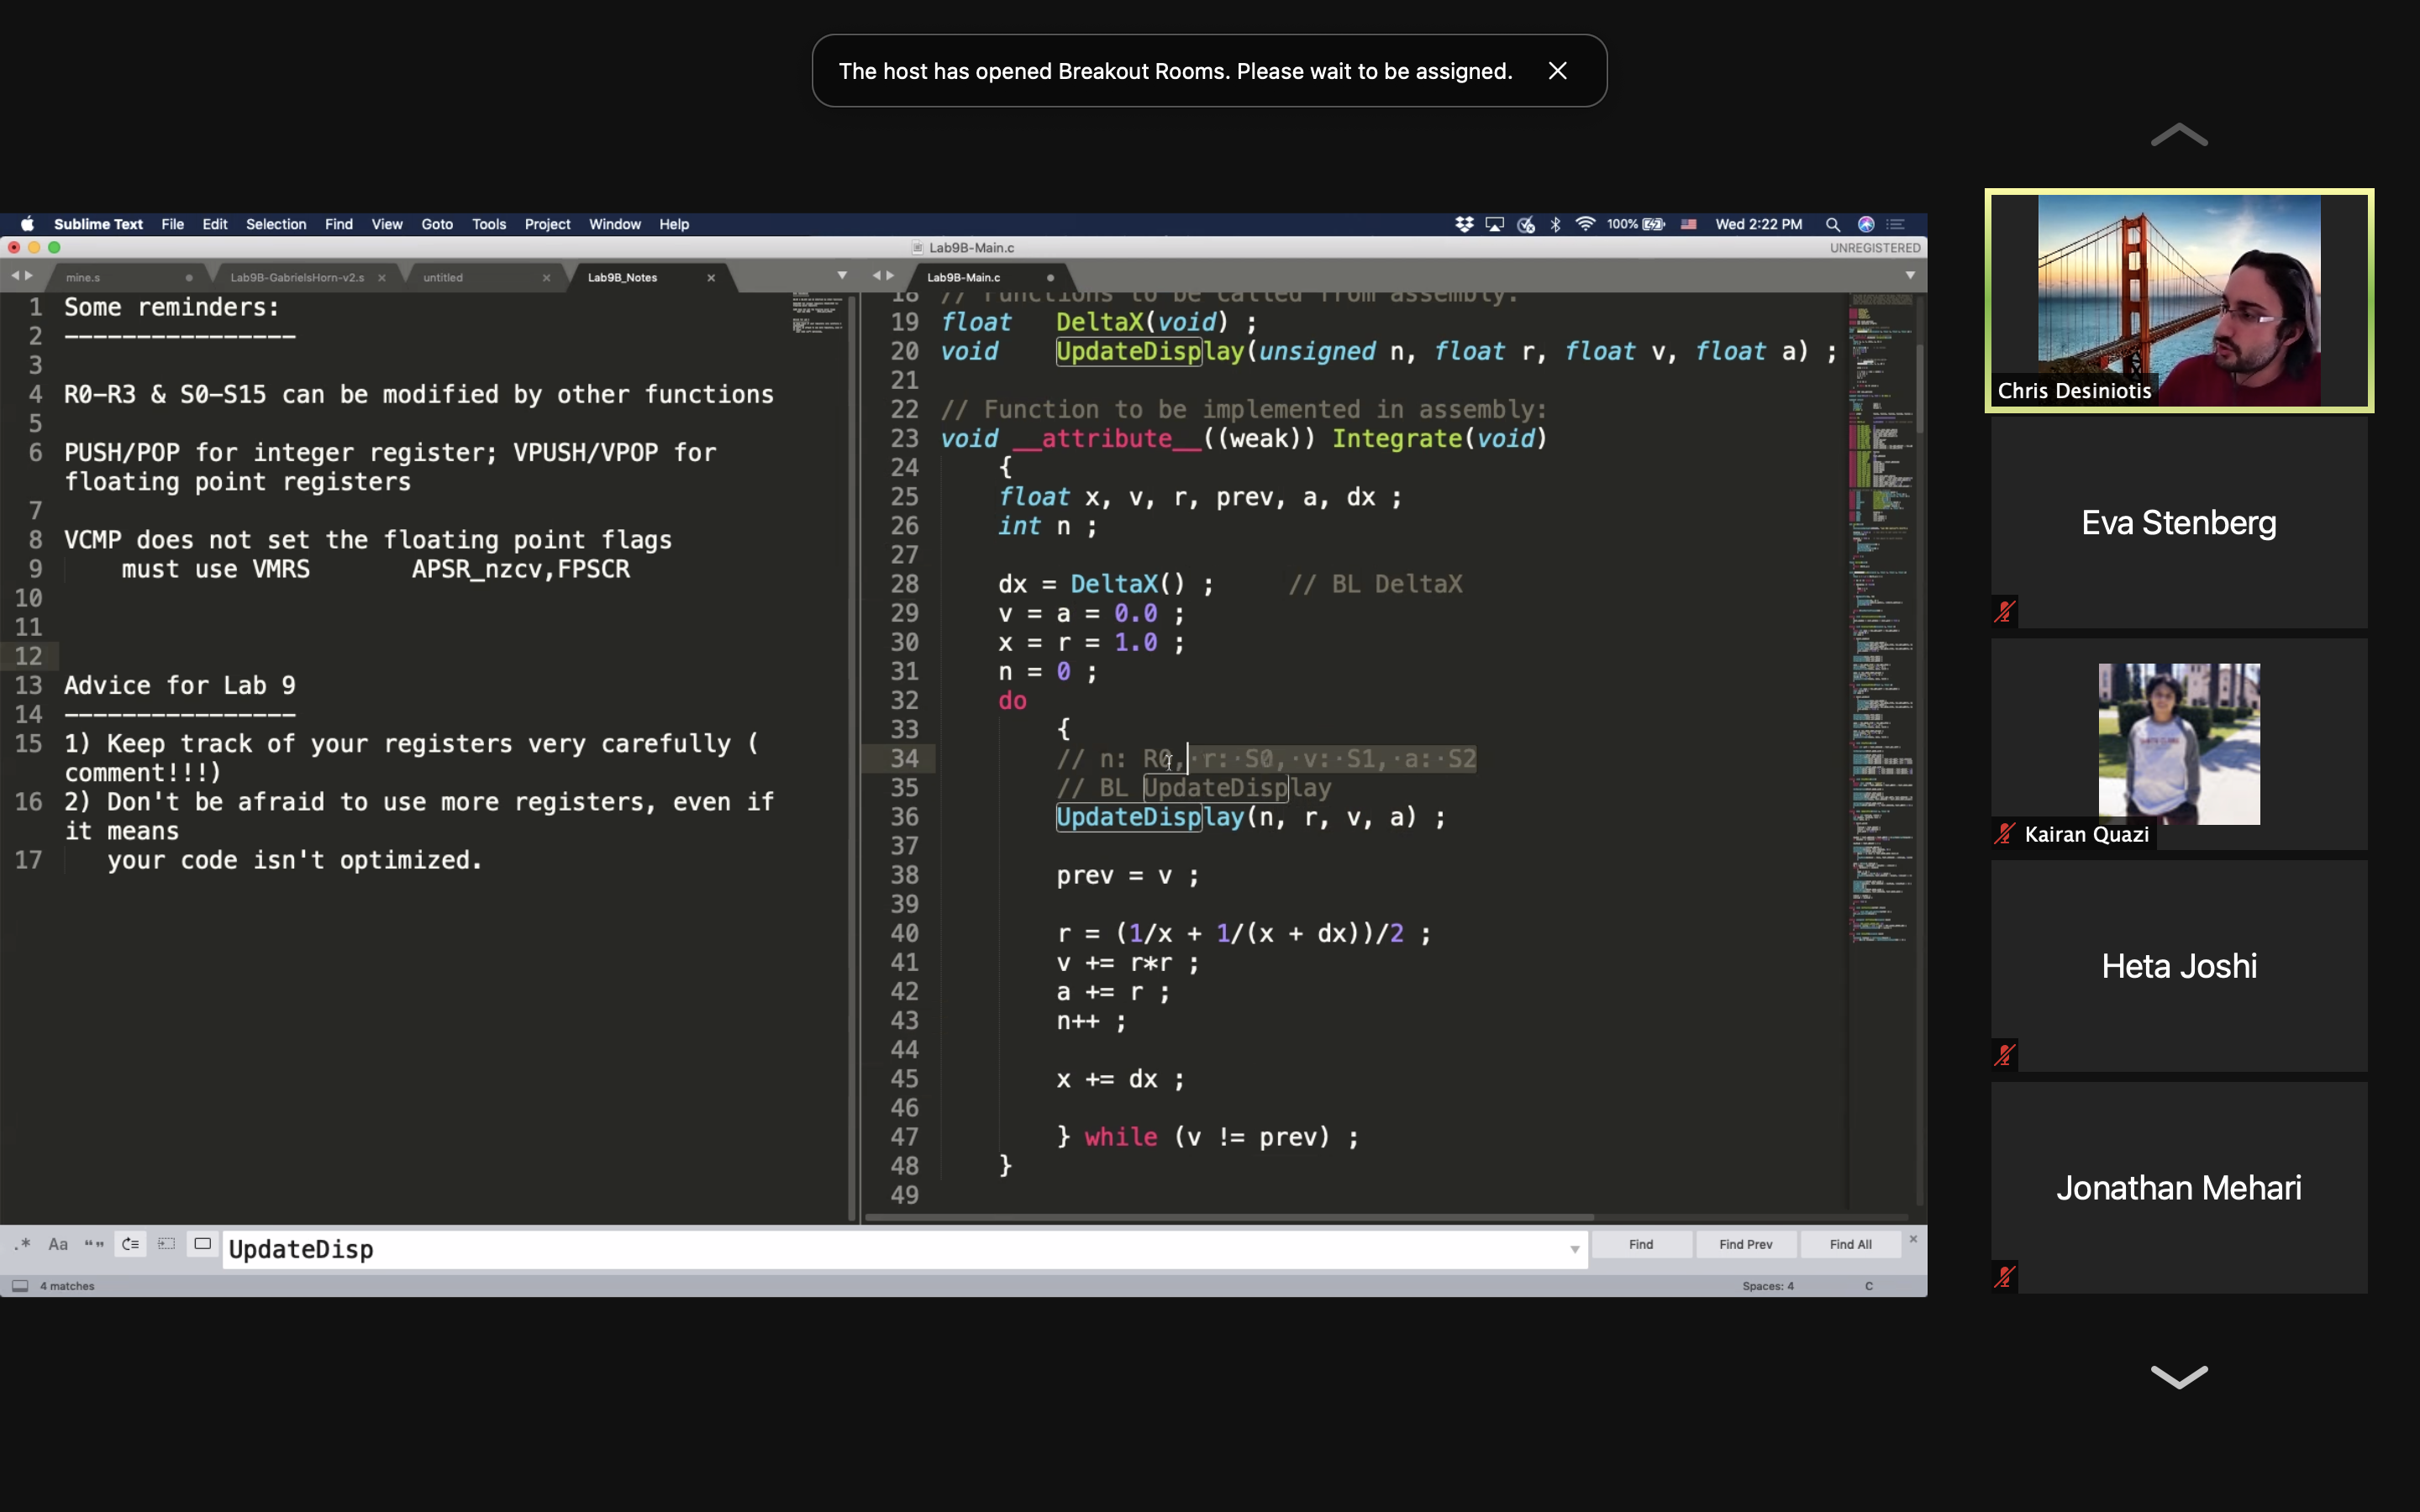 The host has opened Breakout Rooms. Please wait to be assigned.
Sublime Text File Edit Selection Find View Goto Tools Project Window Help
100% Wed 2:22 PM
Lab9B-Main.c
UNREGISTERED
mine.s Lab9B-GabrielsHorn-v2.s untitled Lab9B_Notes
Lab9B-Main.c
1 Some reminders:
2 ----------------
3
4 R0-R3 & S0-S15 can be modified by other functions
5
6 PUSH/POP for integer register; VPUSH/VPOP for
floating point registers
7
8 VCMP does not set the floating point flags
9 must use VMRS APSR_nzcv,FPSCR
10
11
12
13 Advice for Lab 9
14 ----------------
15 1) Keep track of your registers very carefully (
comment!!!)
16 2) Don't be afraid to use more registers, even if
it means
17 your code isn't optimized.
18 // Functions to be called from assembly:
19 float DeltaX(void) ;
20 void UpdateDisplay(unsigned n, float r, float v, float a) ;
21
22 // Function to be implemented in assembly:
23 void __attribute__((weak)) Integrate(void)
24 {
25 float x, v, r, prev, a, dx ;
26 int n ;
27
28 dx = DeltaX() ; // BL DeltaX
29 v = a = 0.0 ;
30 x = r = 1.0 ;
31 n = 0 ;
32 do
33 {
34 // n: R0, r: S0, v: S1, a: S2
35 // BL UpdateDisplay
36 UpdateDisplay(n, r, v, a) ;
37
38 prev = v ;
39
40 r = (1/x + 1/(x + dx))/2 ;
41 v += r*r ;
42 a += r ;
43 n++ ;
44
45 x += dx ;
46
47 } while (v != prev) ;
48 }
49
.* Aa “” UpdateDisp Find Find Prev Find All
4 matches
Spaces: 4 C
Chris Desiniotis
Eva Stenberg
Kairan Quazi
Heta Joshi
Jonathan Mehari